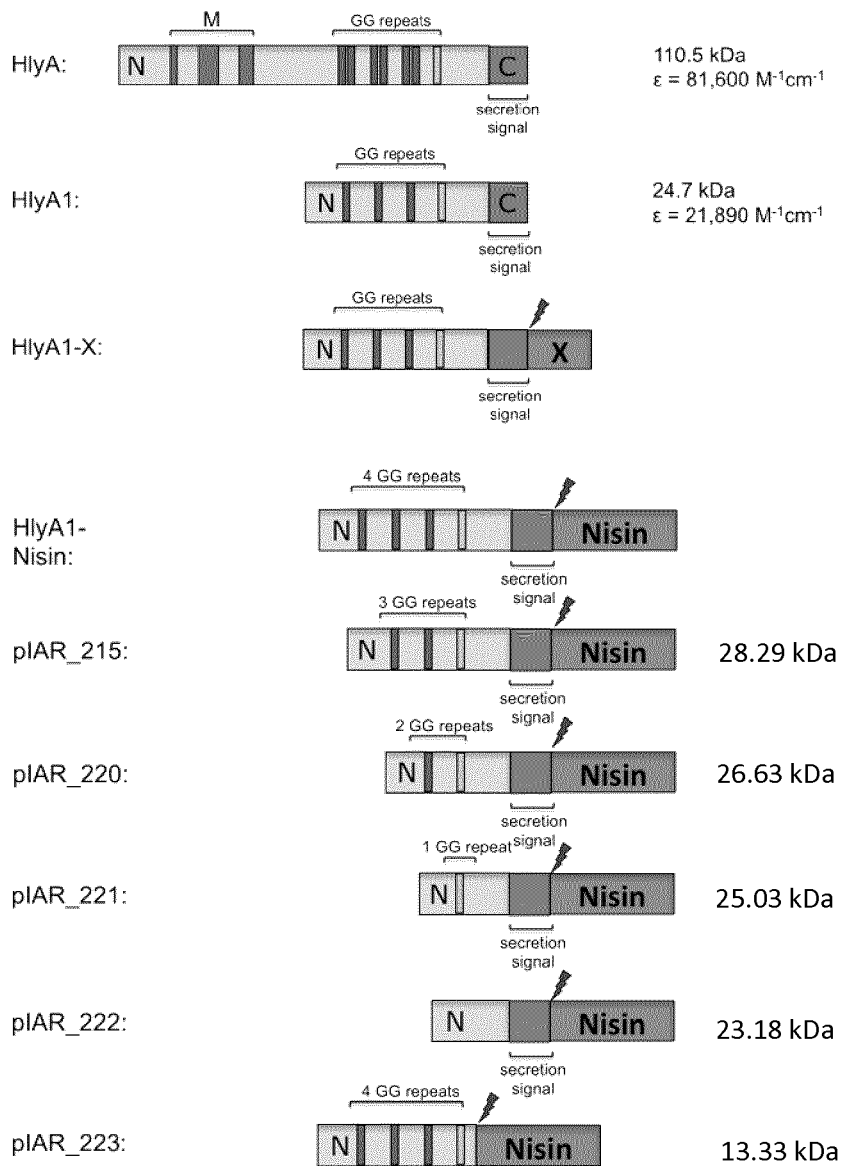 M
GG repeats
HlyA:
N
C
110.5 kDa
ε = 81,600 M⁻¹cm⁻¹
secretion
signal
GG repeats
HlyA1:
N
C
24.7 kDa
ε = 21,890 M⁻¹cm⁻¹
secretion
signal
GG repeats
HlyA1-X:
N
X
secretion
signal
4 GG repeats
HlyA1-
Nisin:
N
Nisin
secretion
signal
3 GG repeats
pIAR_215:
N
Nisin
28.29 kDa
secretion
signal
2 GG repeats
pIAR_220:
N
Nisin
26.63 kDa
secretion
signal
1 GG repeat
pIAR_221:
N
Nisin
25.03 kDa
secretion
signal
pIAR_222:
N
Nisin
23.18 kDa
secretion
signal
4 GG repeats
pIAR_223:
N
Nisin
13.33 kDa